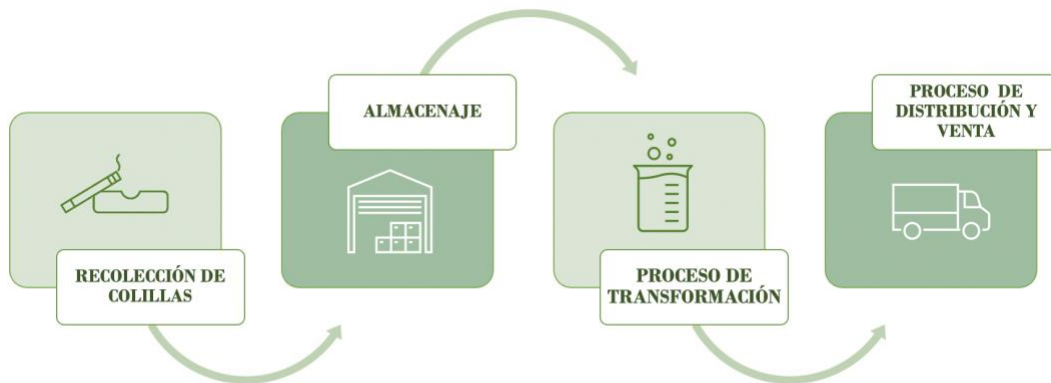 RECOLECCIÓN DE
COLILLAS
ALMACENAJE
PROCESO DE
TRANSFORMACIÓN
PROCESO DE
DISTRIBUCIÓN Y
VENTA